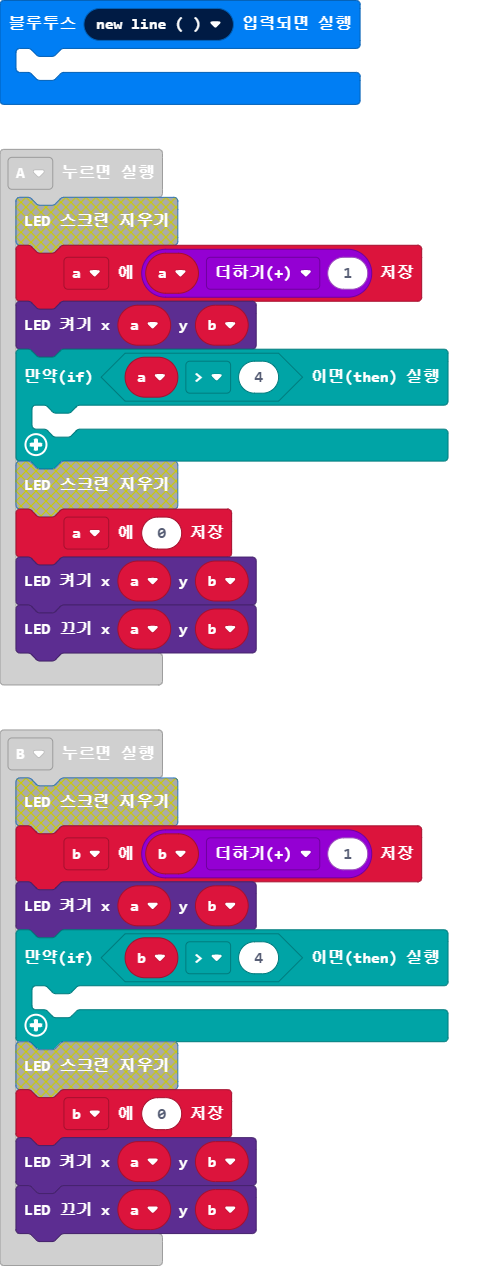 블루투스 new line ( ) 입력되면 실행
A 누르면 실행
LED 스크린 지우기
a 에 a 더하기(+) 1 저장
LED 켜기 x a y b
만약(if) a > 4 이면(then) 실행
LED 스크린 지우기
a 에 0 저장
LED 켜기 x a y b
LED 끄기 x a y b
B 누르면 실행
LED 스크린 지우기
b 에 b 더하기(+) 1 저장
LED 켜기 x a y b
만약(if) b > 4 이면(then) 실행
LED 스크린 지우기
b 에 0 저장
LED 켜기 x a y b
LED 끄기 x a y b